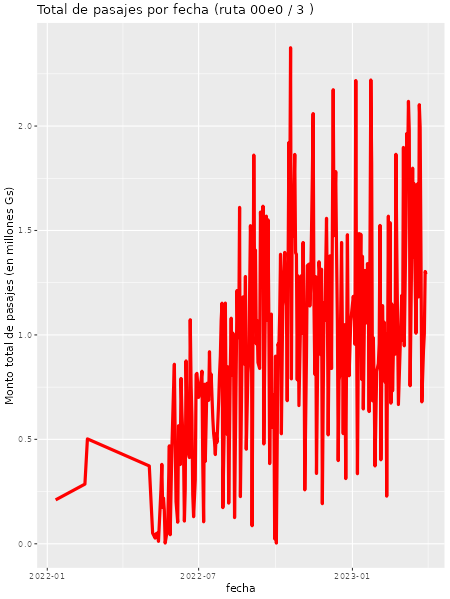 Total de pasajes por fecha (ruta 00e0 / 3 )
Monto total de pasajes (en millones Gs)
2.0
1.5
1.0
0.5
0.0
2022-01
2022-07
2023-01
fecha